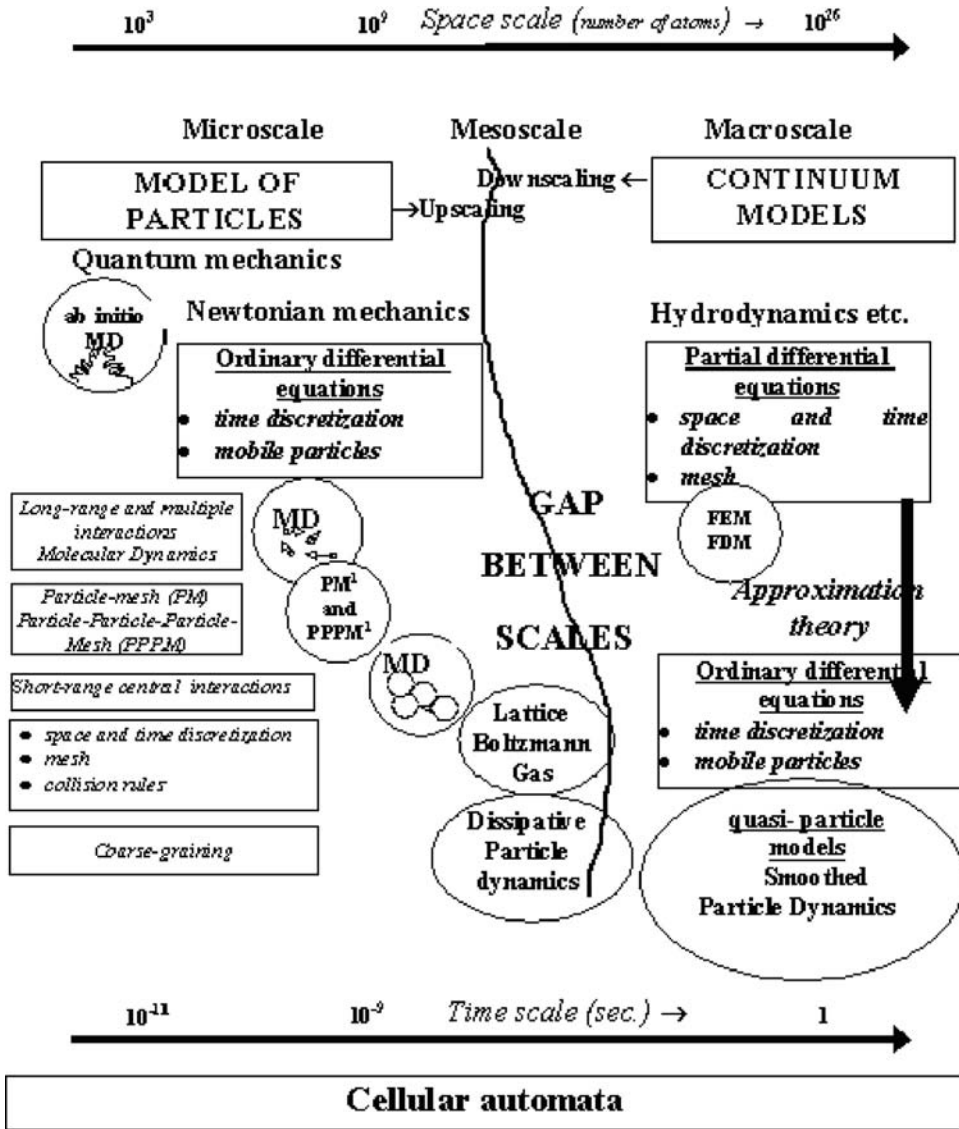 10³ 10⁹ Space scale (number of atoms) → 10²⁶
Microscale Mesoscale Macroscale
MODEL OF
PARTICLES
→Upscaling
Downscaling ←
CONTINUUM
MODELS
Quantum mechanics
ab initio
MD
Newtonian mechanics
Ordinary differential
equations
• time discretization
• mobile particles
Hydrodynamics etc.
Partial differential
equations
• space and time
discretization
• mesh
GAP
BETWEEN
SCALES
Long-range and multiple
interactions
Molecular Dynamics
MD
FEM
FDM
Particle-mesh (PM)
Particle-Particle-Particle-
Mesh (PPPM)
PM¹
and
PPPM¹
Approximation
theory
Short-range central interactions
MD
Ordinary differential
equations
• time discretization
• mobile particles
• space and time discretization
• mesh
• collision rules
Lattice
Boltzmann
Gas
Coarse-graining
Dissipative
Particle
dynamics
quasi-particle
models
Smoothed
Particle Dynamics
10⁻¹¹ 10⁻⁹ Time scale (sec.) → 1
Cellular automata